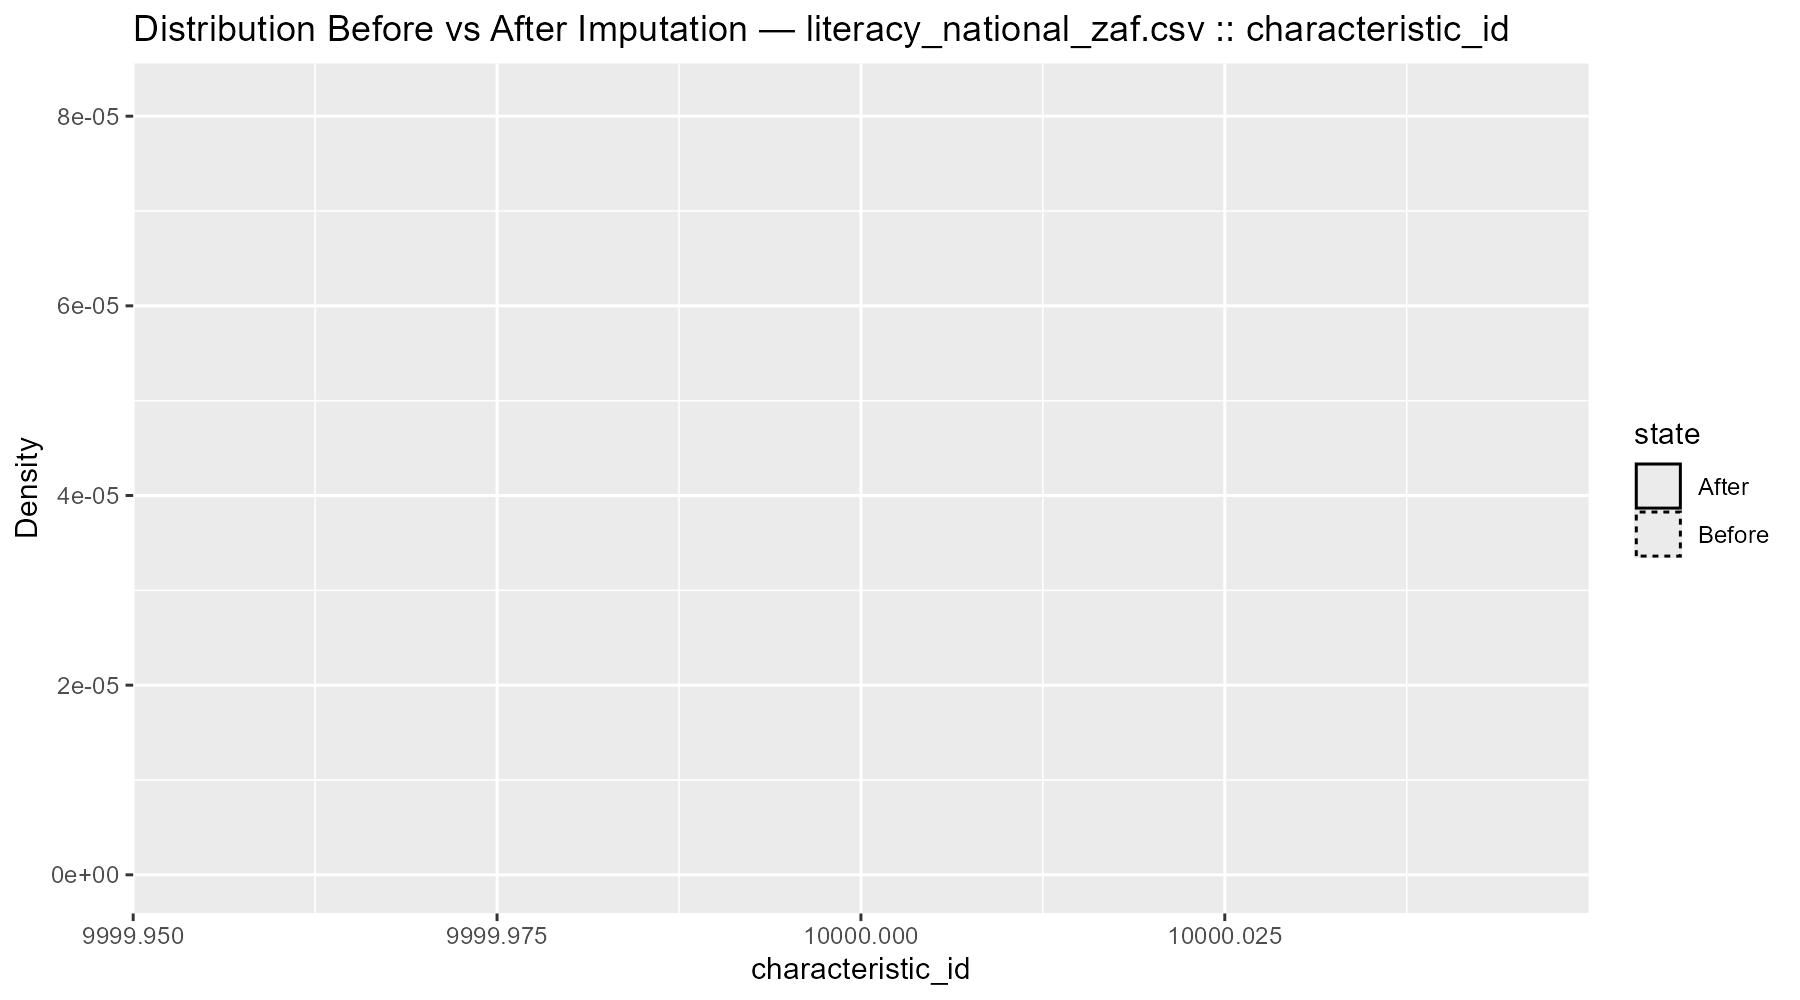 Distribution Before vs After Imputation — literacy_national_zaf.csv :: characteristic_id
Density
8e-05
6e-05
4e-05
2e-05
0e+00
9999.950
9999.975
10000.000
10000.025
characteristic_id
state
After
Before